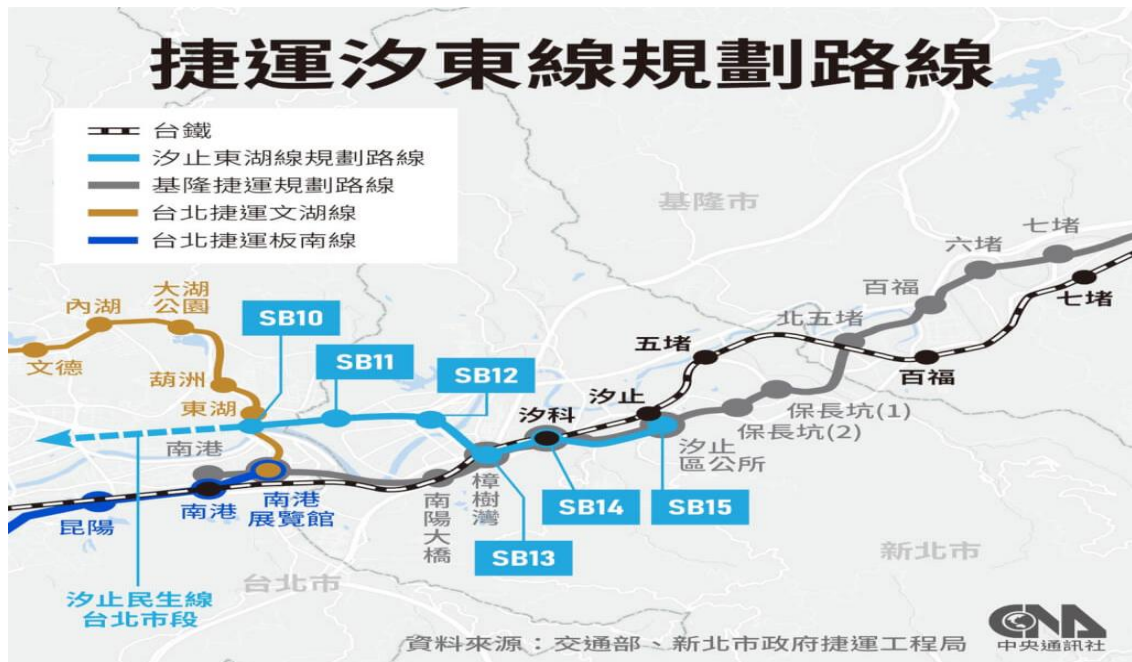 捷運汐東線規劃路線
台鐵
汐止東湖線規劃路線
基隆捷運規劃路線
台北捷運文湖線
台北捷運板南線
基隆市
七堵
六堵
百福
北五堵
七堵
大湖
公園
內湖
文德
葫洲
東湖
SB10
SB11
SB12
五堵
百福
汐止
汐科
保長坑(1)
保長坑(2)
汐止
區公所
南港
南港
展覽館
南港
昆陽
南陽大橋
樟樹灣
SB14
SB15
SB13
新北市
台北市
汐止民生線
台北市段
資料來源：交通部、新北市政府捷運工程局
CNA
中央通訊社